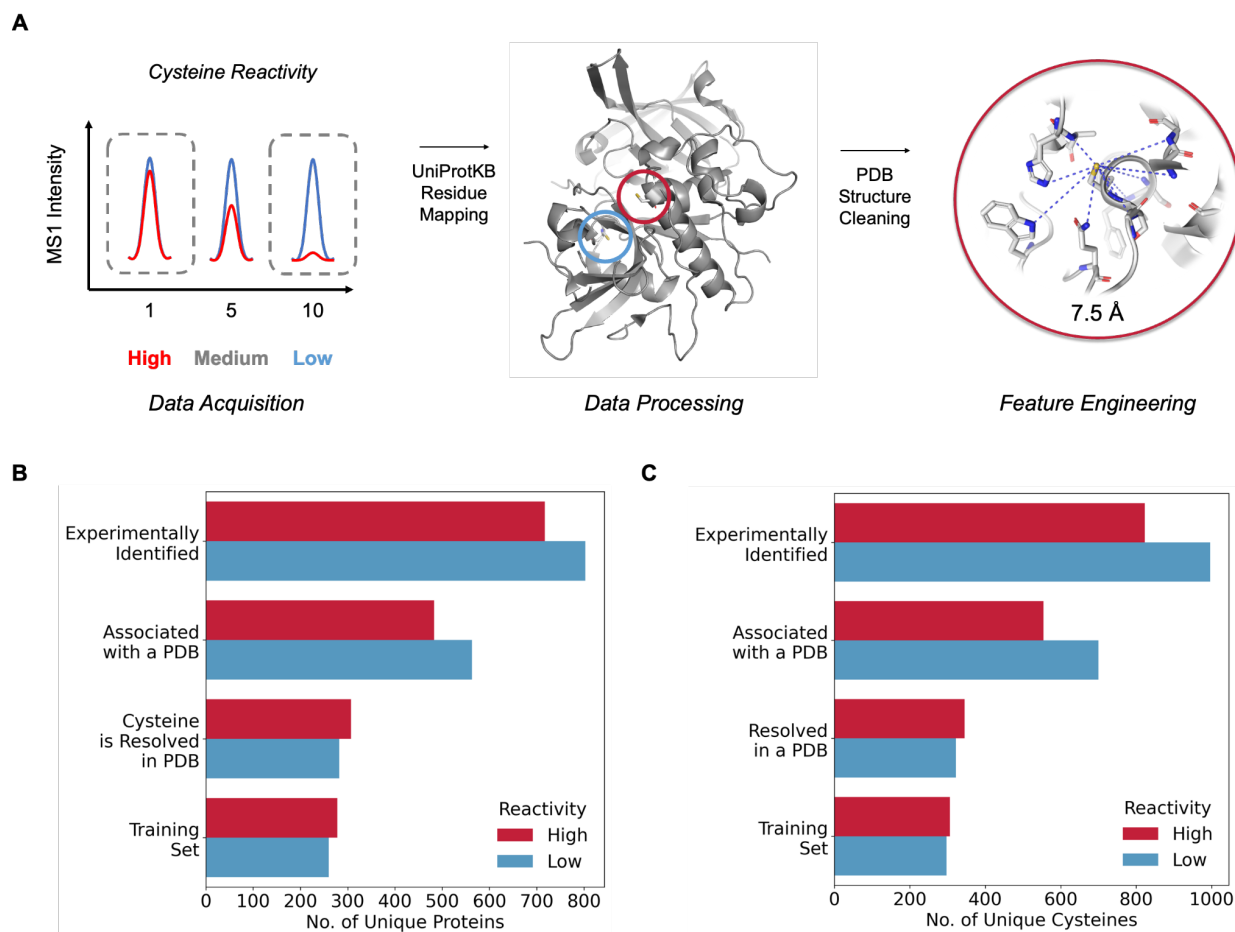 A
Cysteine Reactivity
MS1 Intensity
1 5 10
High Medium Low
Data Acquisition
UniProtKB
Residue
Mapping
Data Processing
PDB
Structure
Cleaning
7.5 Å
Feature Engineering
B
Experimentally
Identified
Associated
with a PDB
Cysteine
is Resolved
in PDB
Training
Set
Reactivity
High
Low
0 100 200 300 400 500 600 700 800
No. of Unique Proteins
C
Experimentally
Identified
Associated
with a PDB
Resolved
in a PDB
Training
Set
Reactivity
High
Low
0 200 400 600 800 1000
No. of Unique Cysteines